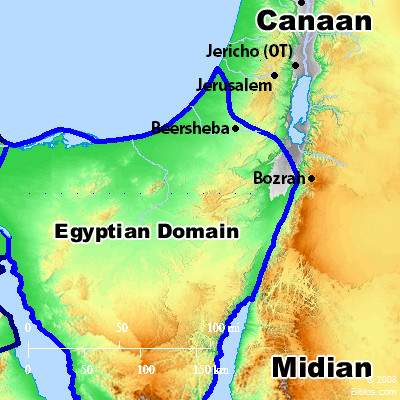 Canaan
Jericho (OT)
Jerusalem
Beersheba
Bozrah
Egyptian Domain
0 50 100 mi
0 50 100 150 km
Midian
© 2008
Biblos.com